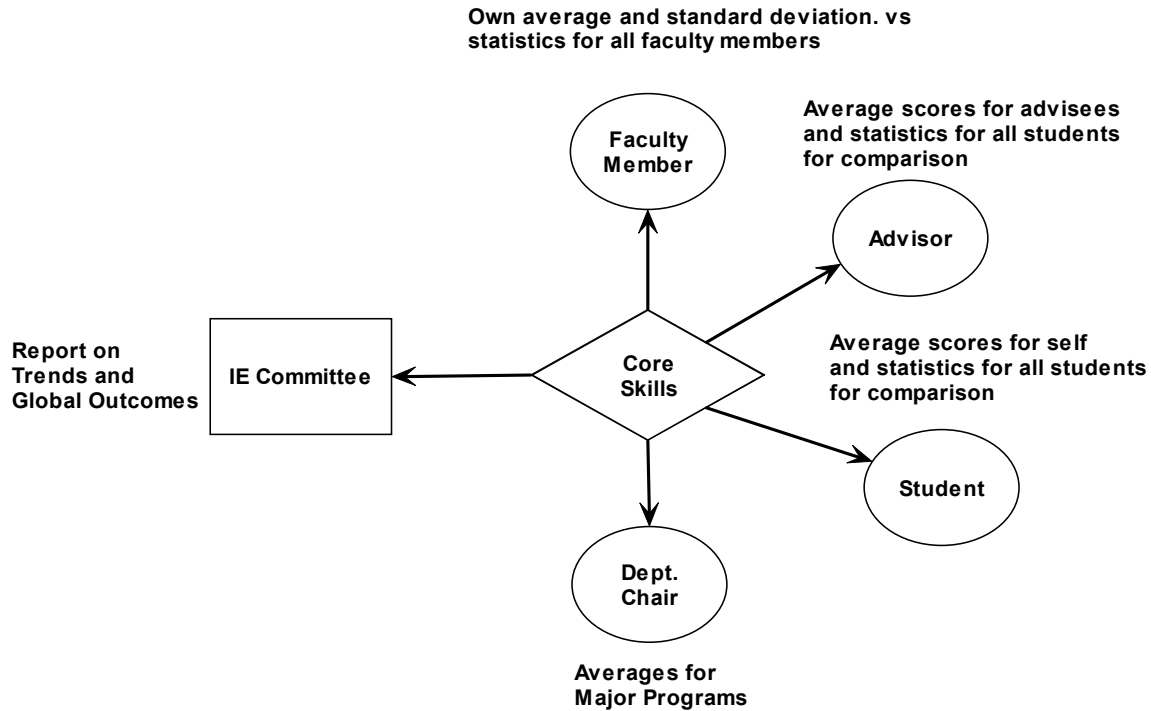 Own average and standard deviation. vs
statistics for all faculty members
Average scores for advisees
and statistics for all students
for comparison
Faculty
Member
Advisor
Average scores for self
and statistics for all students
for comparison
Report on
Trends and
Global Outcomes
IE Committee
Core
Skills
Student
Dept.
Chair
Averages for
Major Programs